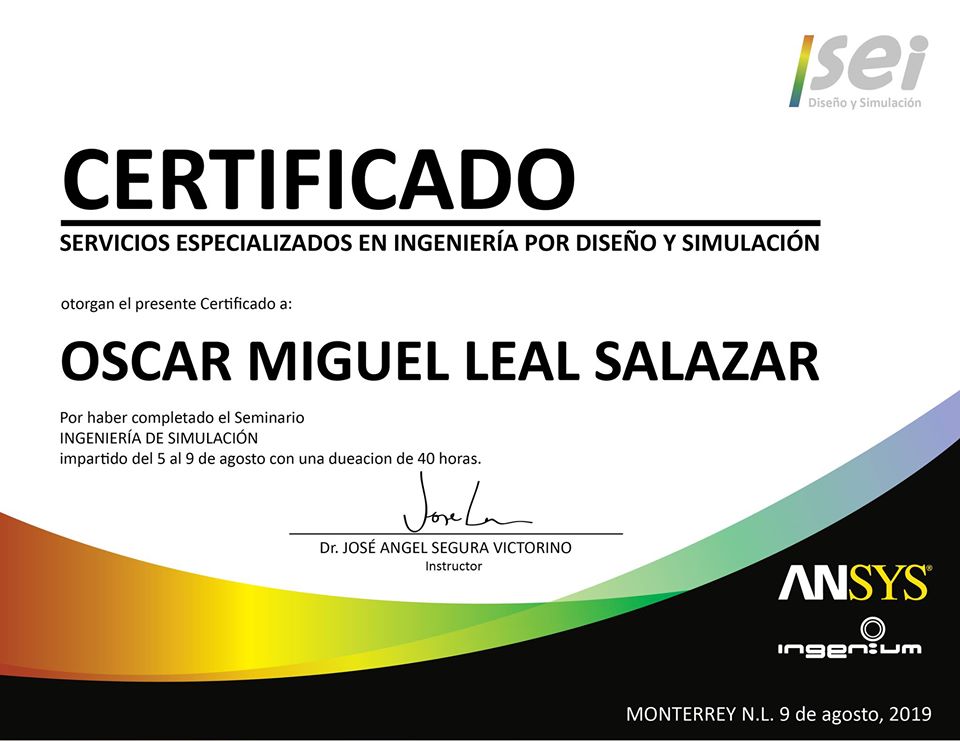 sei
Diseño y Simulación
CERTIFICADO
SERVICIOS ESPECIALIZADOS EN INGENIERÍA POR DISEÑO Y SIMULACIÓN
otorgan el presente Certificado a:
OSCAR MIGUEL LEAL SALAZAR
Por haber completado el Seminario
INGENIERÍA DE SIMULACIÓN
impartido del 5 al 9 de agosto con una dueacion de 40 horas.
Dr. JOSÉ ANGEL SEGURA VICTORINO
Instructor
ANSYS®
ingenium
MONTERREY N.L. 9 de agosto, 2019